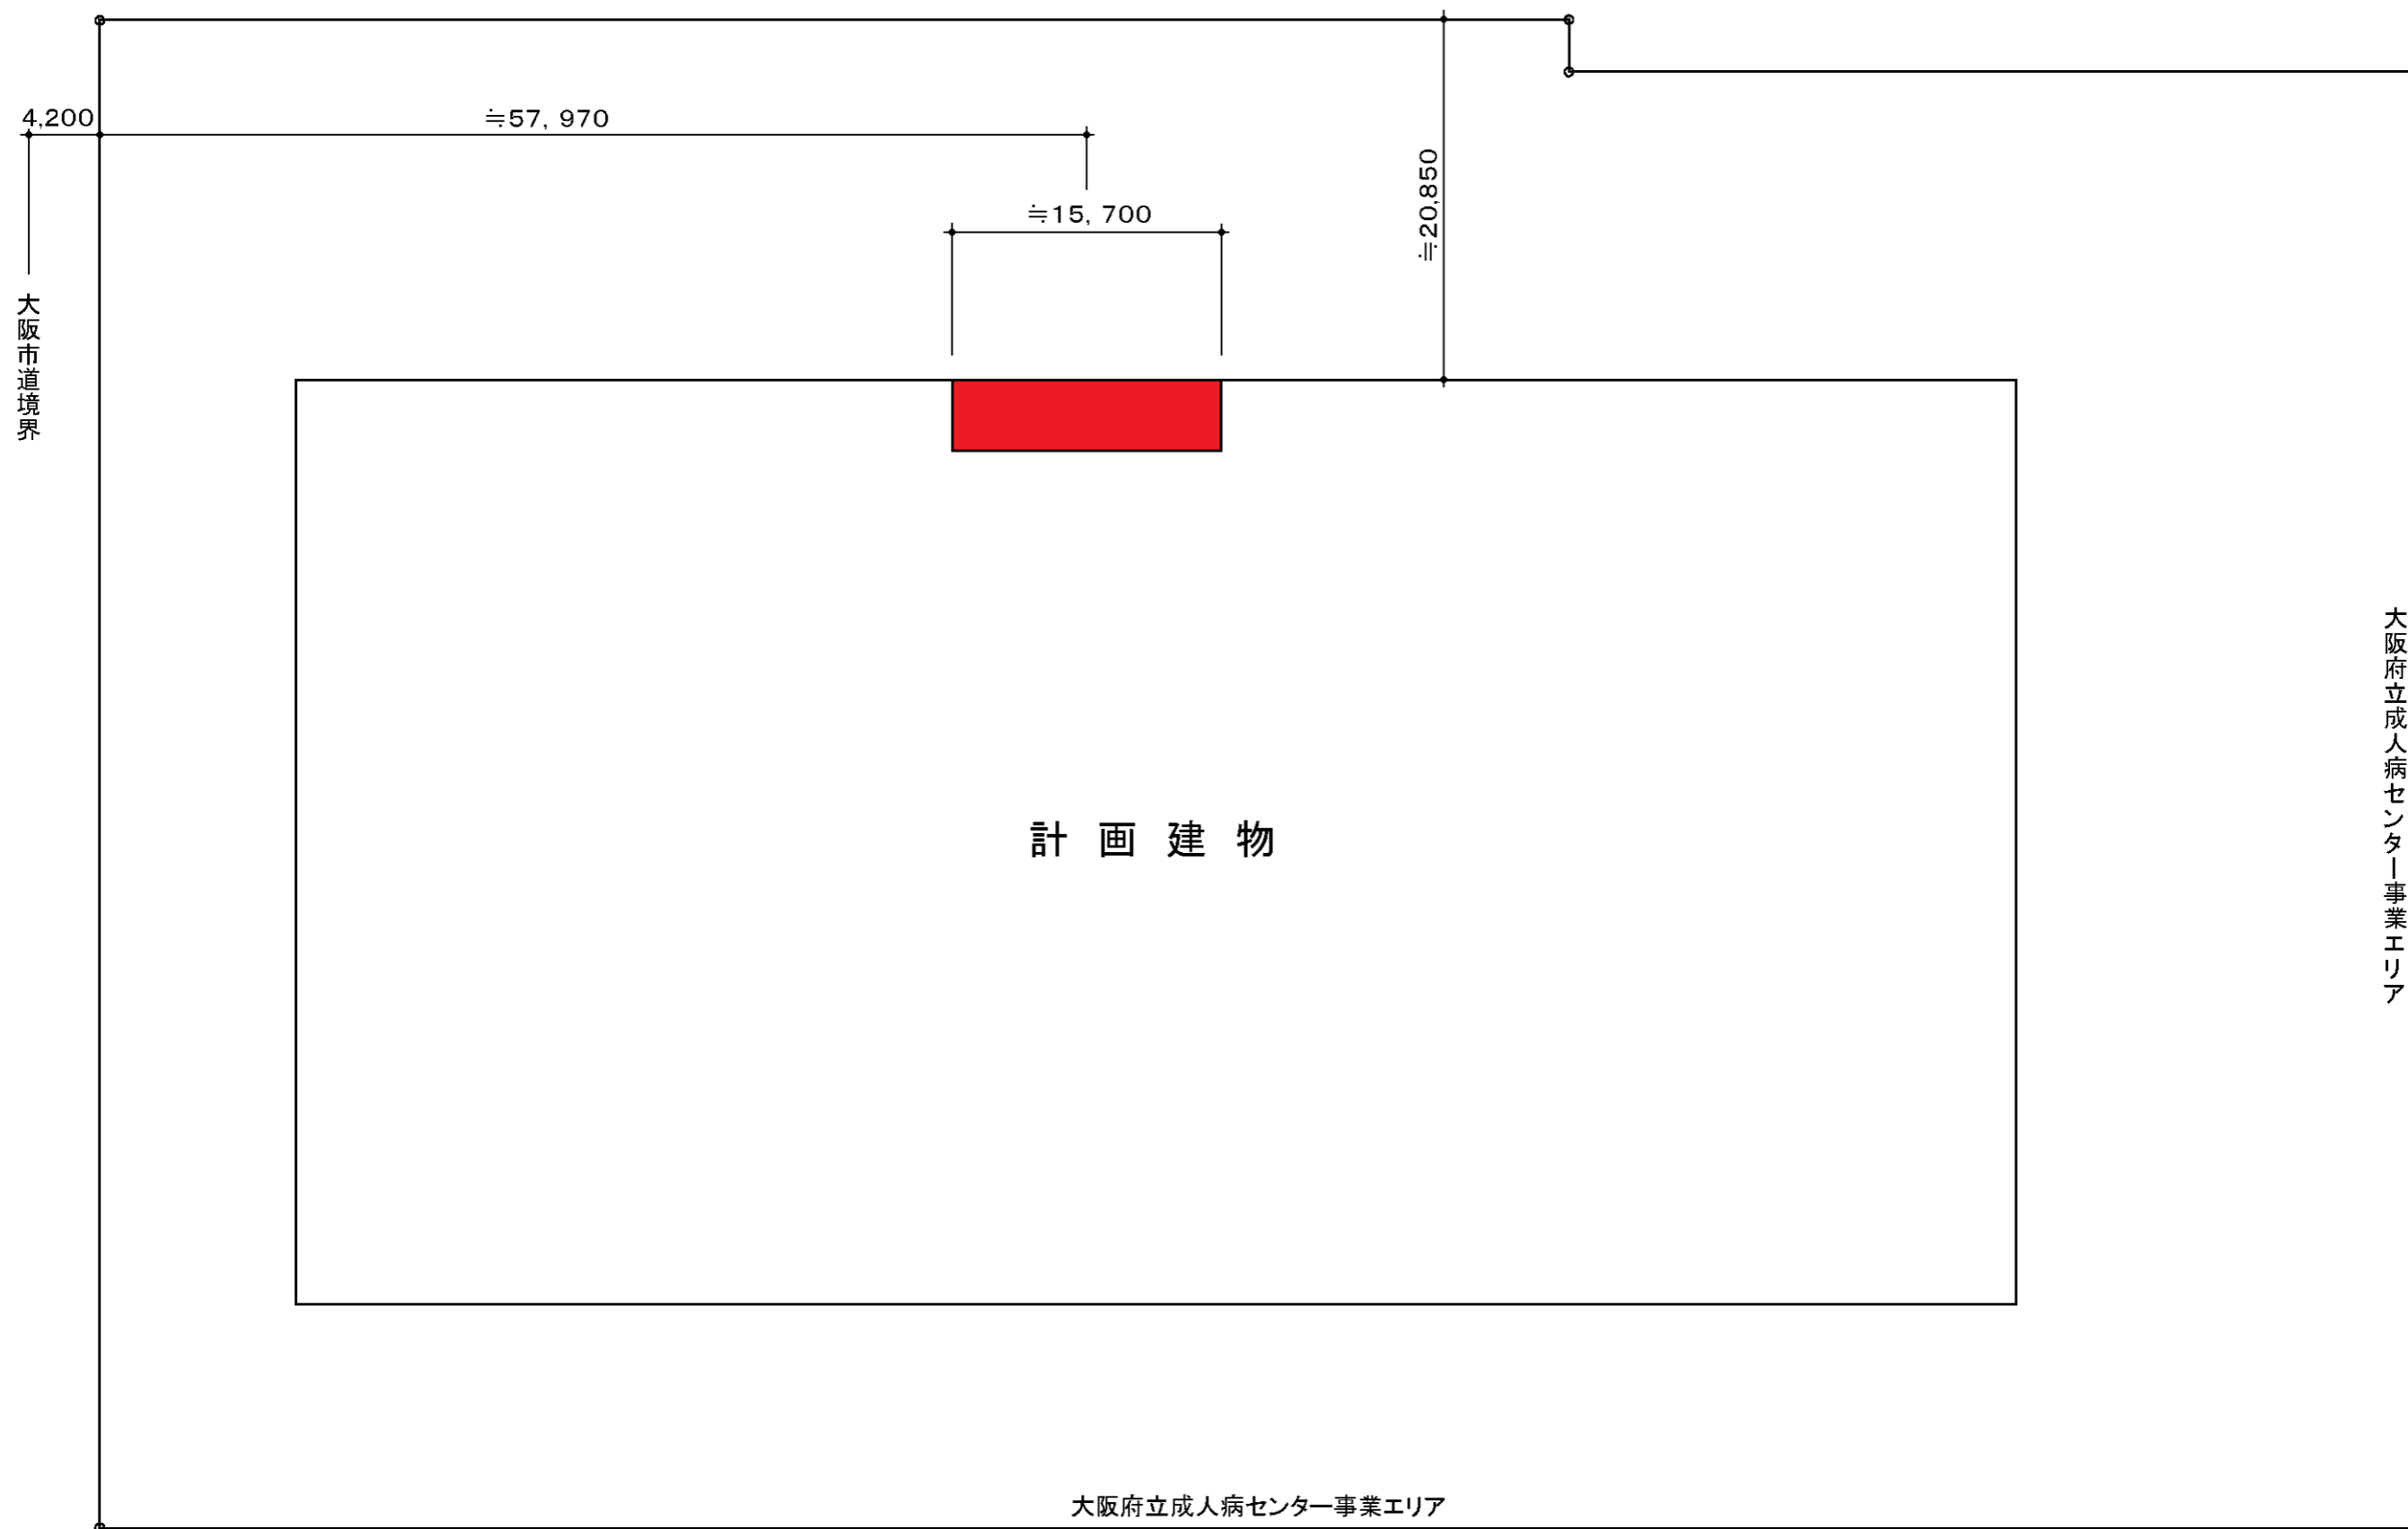 4,200
≒57, 970
≒15, 700
≒20,850
大阪市道境界
計画建物
大阪府立成人病センター事業エリア
大阪府立成人病センター事業エリア